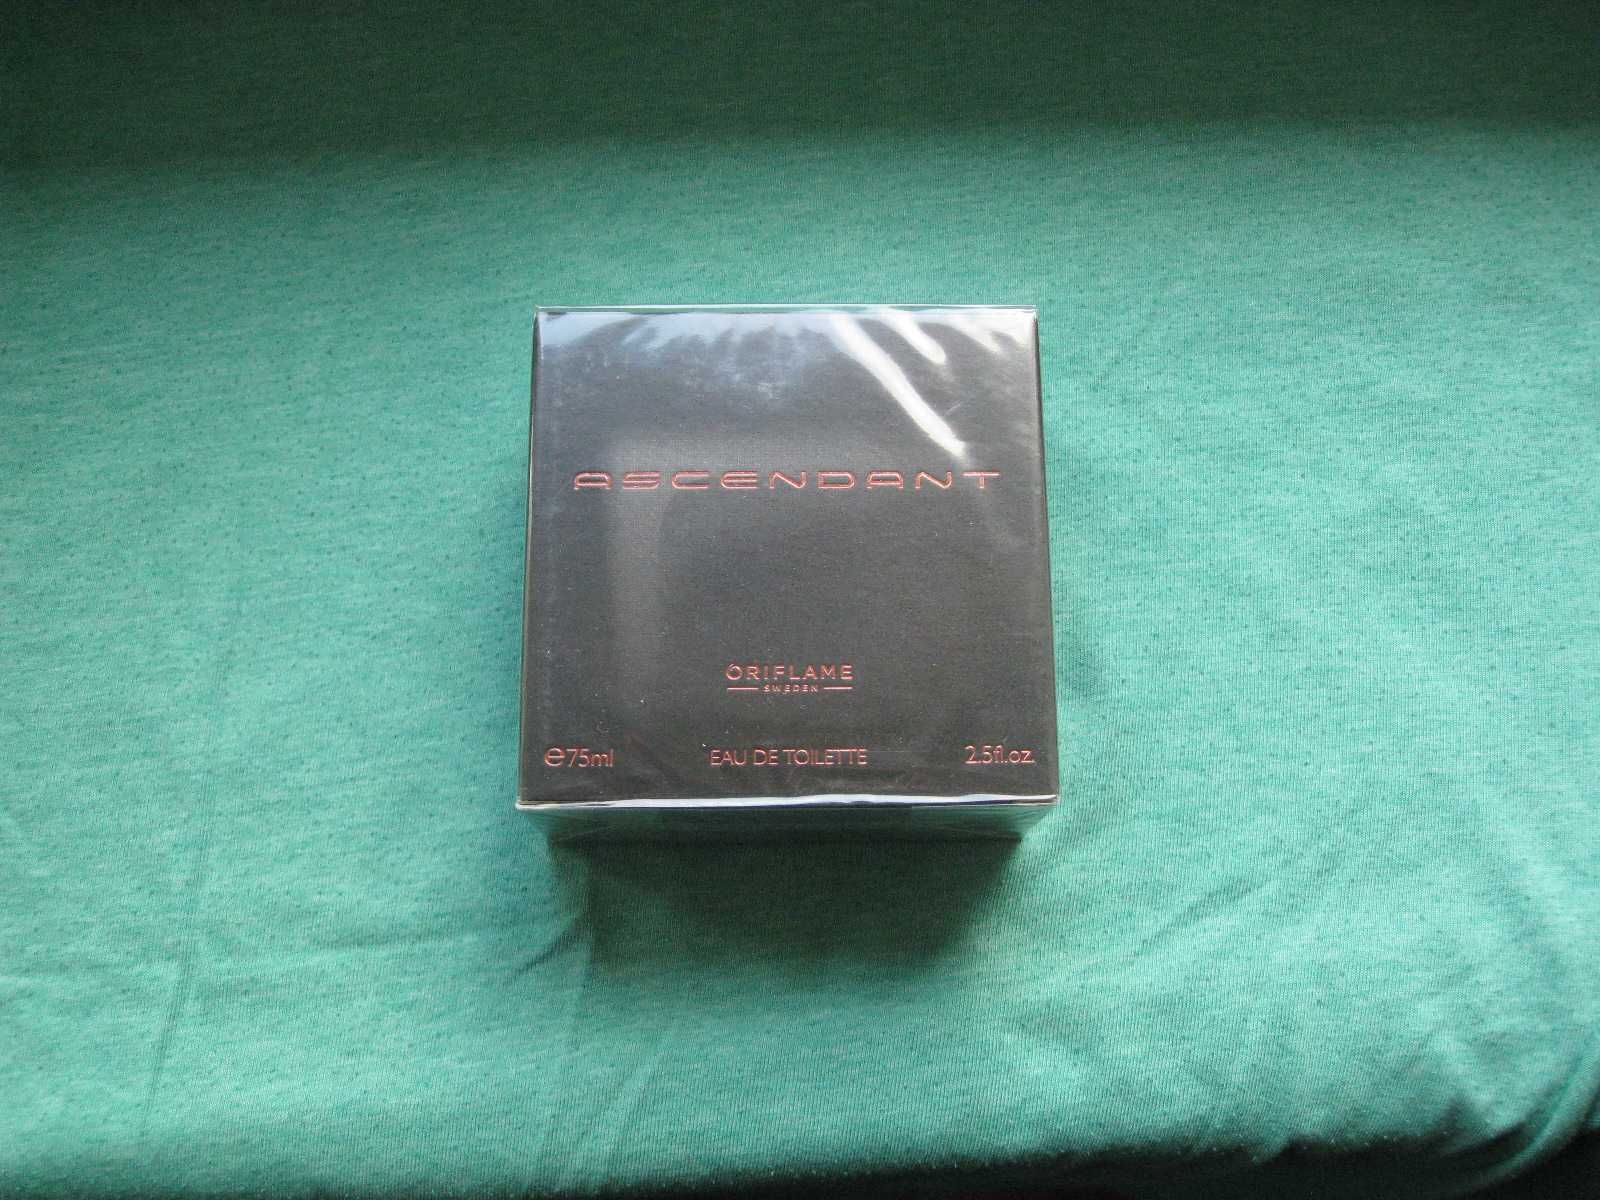 ASCENDANT
ORIFLAME
SWEDEN
℮75ml EAU DE TOILETTE 2.5fl.oz.